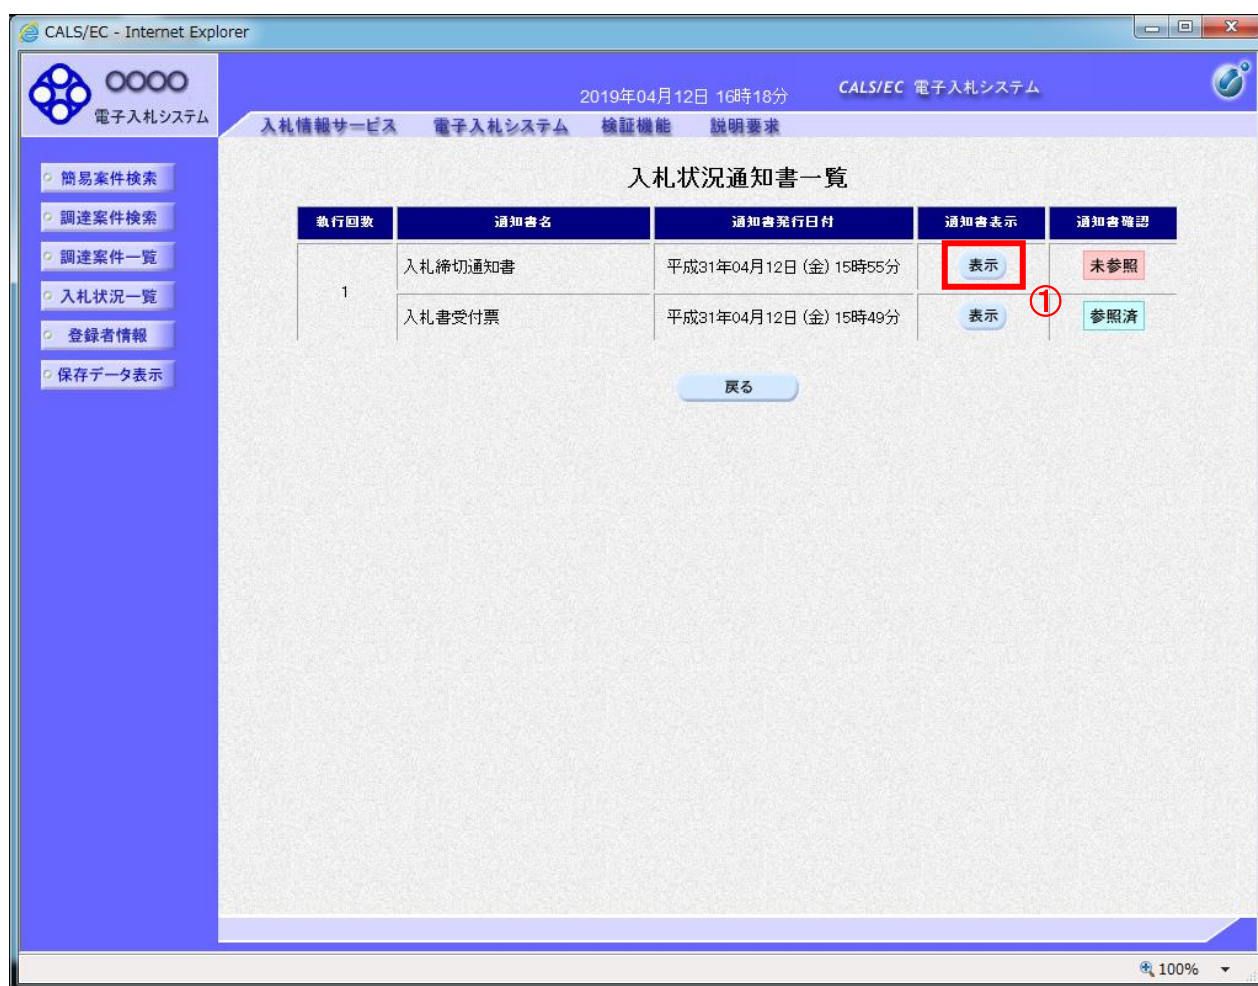 CALS/EC - Internet Explorer
OOOO
電子入札システム
2019年04月12日 16時18分
CALS/EC 電子入札システム
入札情報サービス 電子入札システム 検証機能 説明要求
簡易案件検索
調達案件検索
調達案件一覧
入札状況一覧
登録者情報
保存データ表示
入札状況通知書一覧
執行回数 通知書名 通知書発行日付 通知書表示 通知書確認
1
入札締切通知書 平成31年04月12日 (金) 15時55分 表示 未参照
①
入札書受付票 平成31年04月12日 (金) 15時49分 表示 参照済
戻る
100%